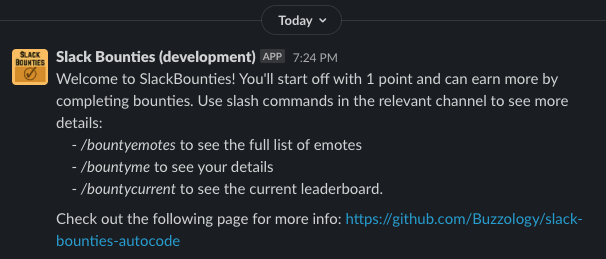 Today
SLACK
BOUNTIES
Slack Bounties (development) APP 7:24 PM
Welcome to SlackBounties! You'll start off with 1 point and can earn more by
completing bounties. Use slash commands in the relevant channel to see more
details:
- /bountyemotes to see the full list of emotes
- /bountyme to see your details
- /bountycurrent to see the current leaderboard.
Check out the following page for more info: https://github.com/Buzzology/slack-
bounties-autocode